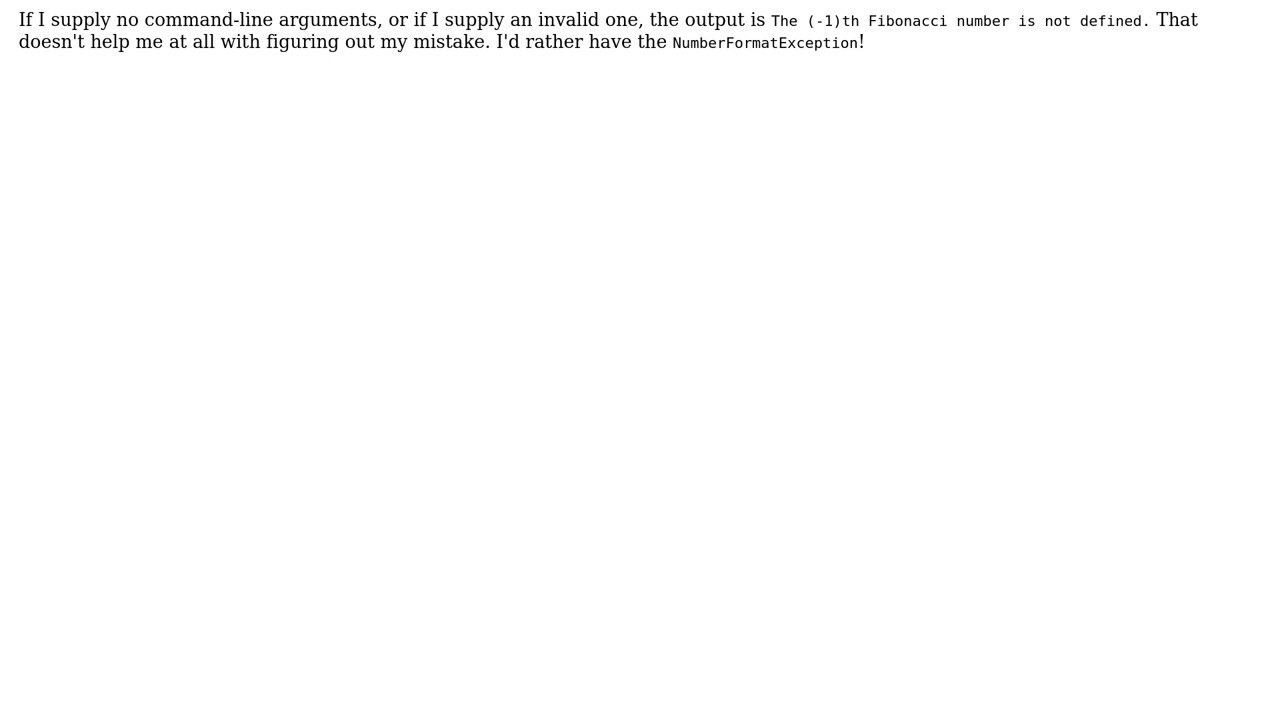 If I supply no command-line arguments, or if I supply an invalid one, the output is The (-1)th Fibonacci number is not defined. That
doesn't help me at all with figuring out my mistake. I'd rather have the NumberFormatException!